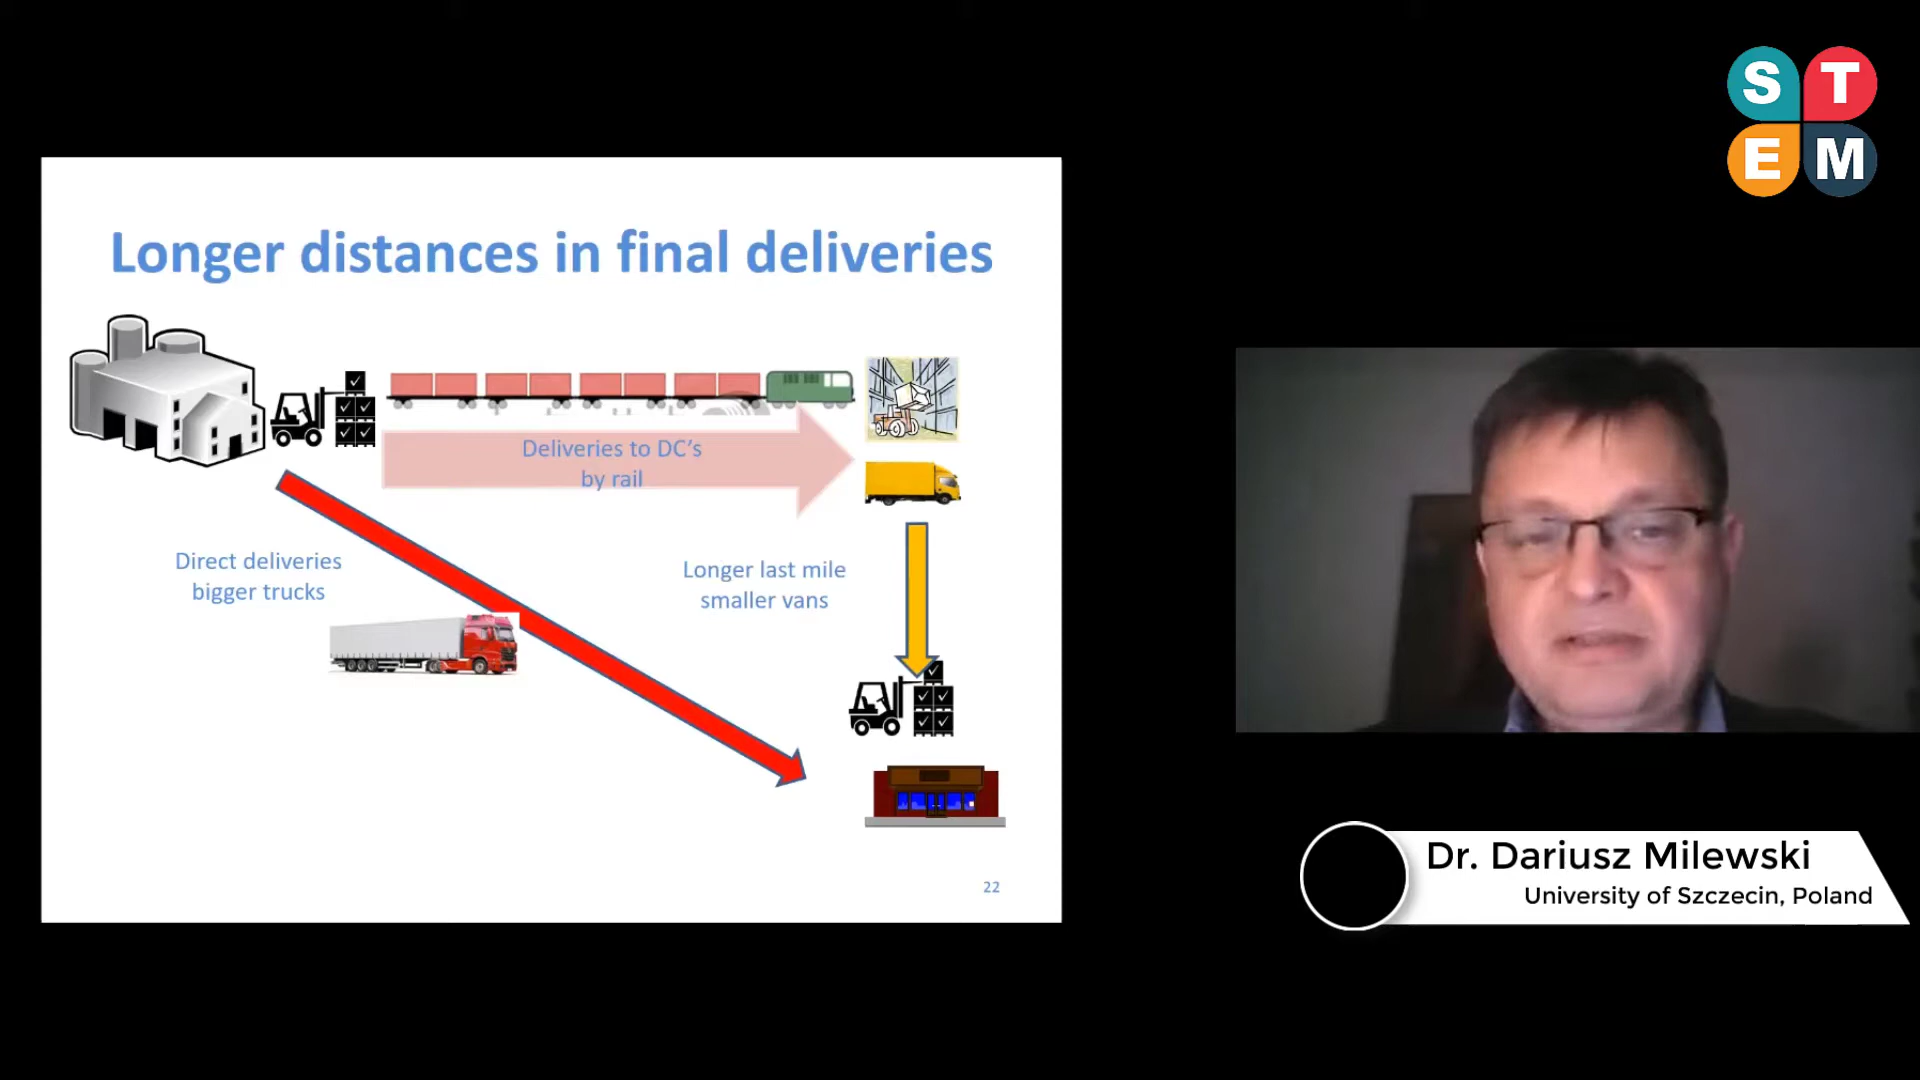 S T
E M
Longer distances in final deliveries
Deliveries to DC's
by rail
Direct deliveries
bigger trucks
Longer last mile
smaller vans
22
Dr. Dariusz Milewski
University of Szczecin, Poland